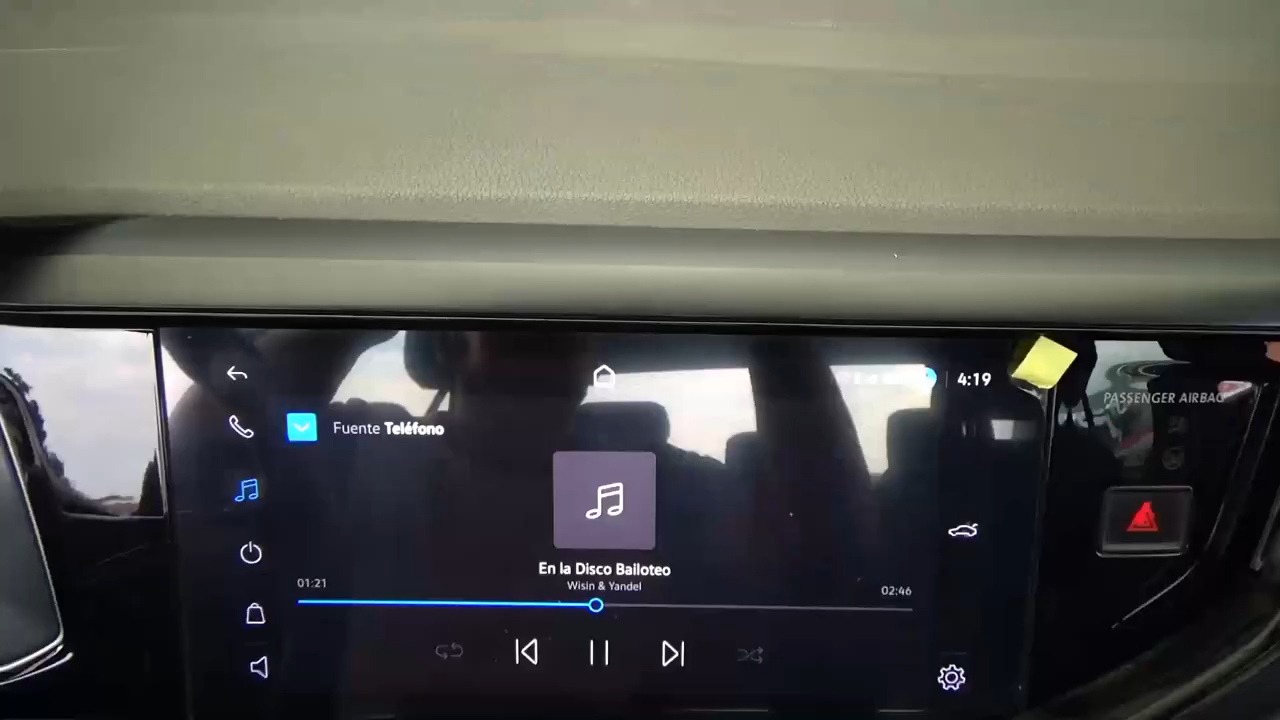 4:19
PASSENGER AIRBAG
Fuente Teléfono
En la Disco Bailoteo
Wisin & Yandel
01:21
02:46